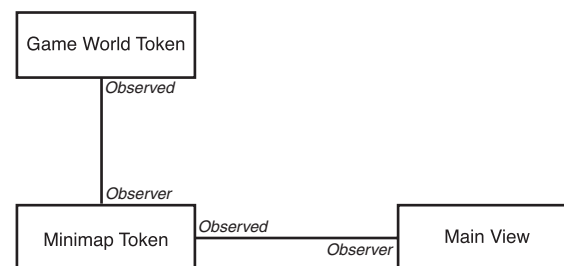 Game World Token
Observed
Observer
Minimap Token
Observed
Observer
Main View